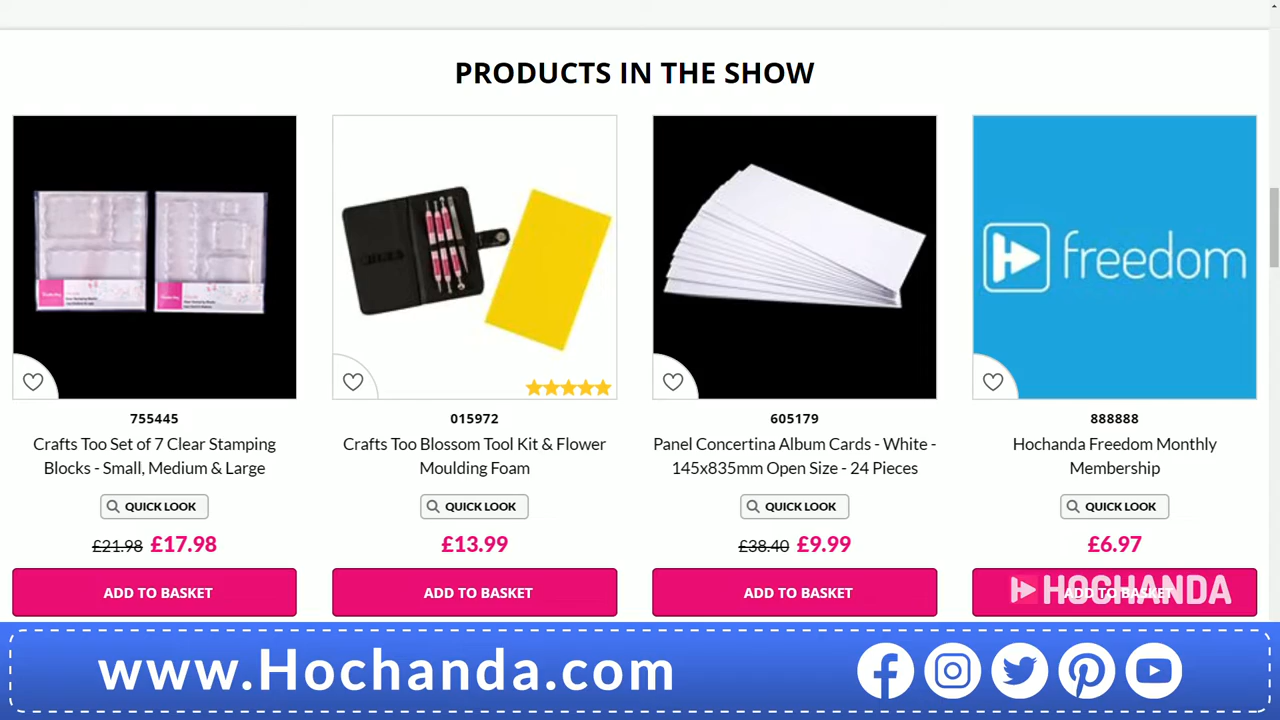 PRODUCTS IN THE SHOW
freedom
755445
Crafts Too Set of 7 Clear Stamping
Blocks - Small, Medium & Large
QUICK LOOK
£21.98 £17.98
ADD TO BASKET
015972
Crafts Too Blossom Tool Kit & Flower
Moulding Foam
QUICK LOOK
£13.99
ADD TO BASKET
605179
Panel Concertina Album Cards - White -
145x835mm Open Size - 24 Pieces
QUICK LOOK
£38.40 £9.99
ADD TO BASKET
888888
Hochanda Freedom Monthly
Membership
QUICK LOOK
£6.97
ADD TO BASKET
HOCHANDA
www.Hochanda.com